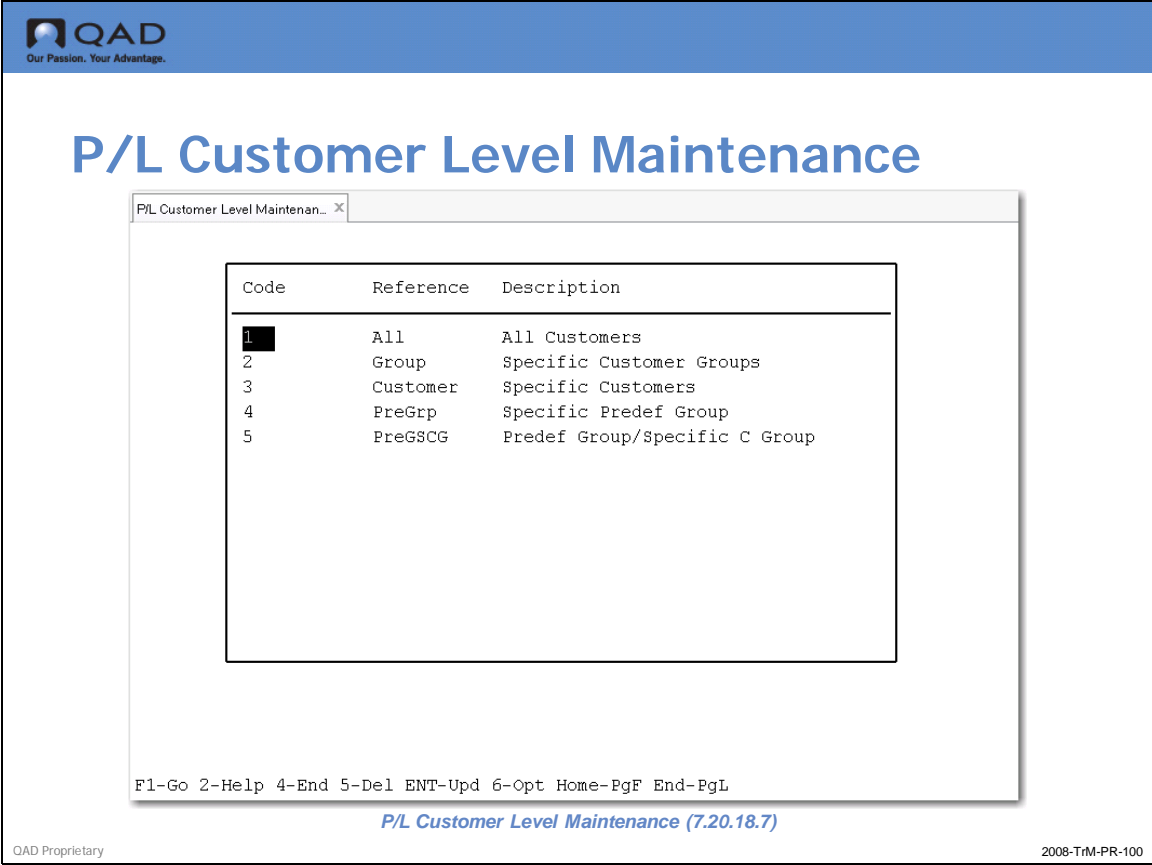 QAD
Our Passion. Your Advantage.
P/L Customer Level Maintenance
P/L Customer Level Maintenan... X
Code Reference Description
1 All All Customers
2 Group Specific Customer Groups
3 Customer Specific Customers
4 PreGrp Specific Predef Group
5 PreGSCG Predef Group/Specific C Group
F1-Go 2-Help 4-End 5-Del ENT-Upd 6-Opt Home-PgF End-PgL
P/L Customer Level Maintenance (7.20.18.7)
QAD Proprietary
2008-TrM-PR-100